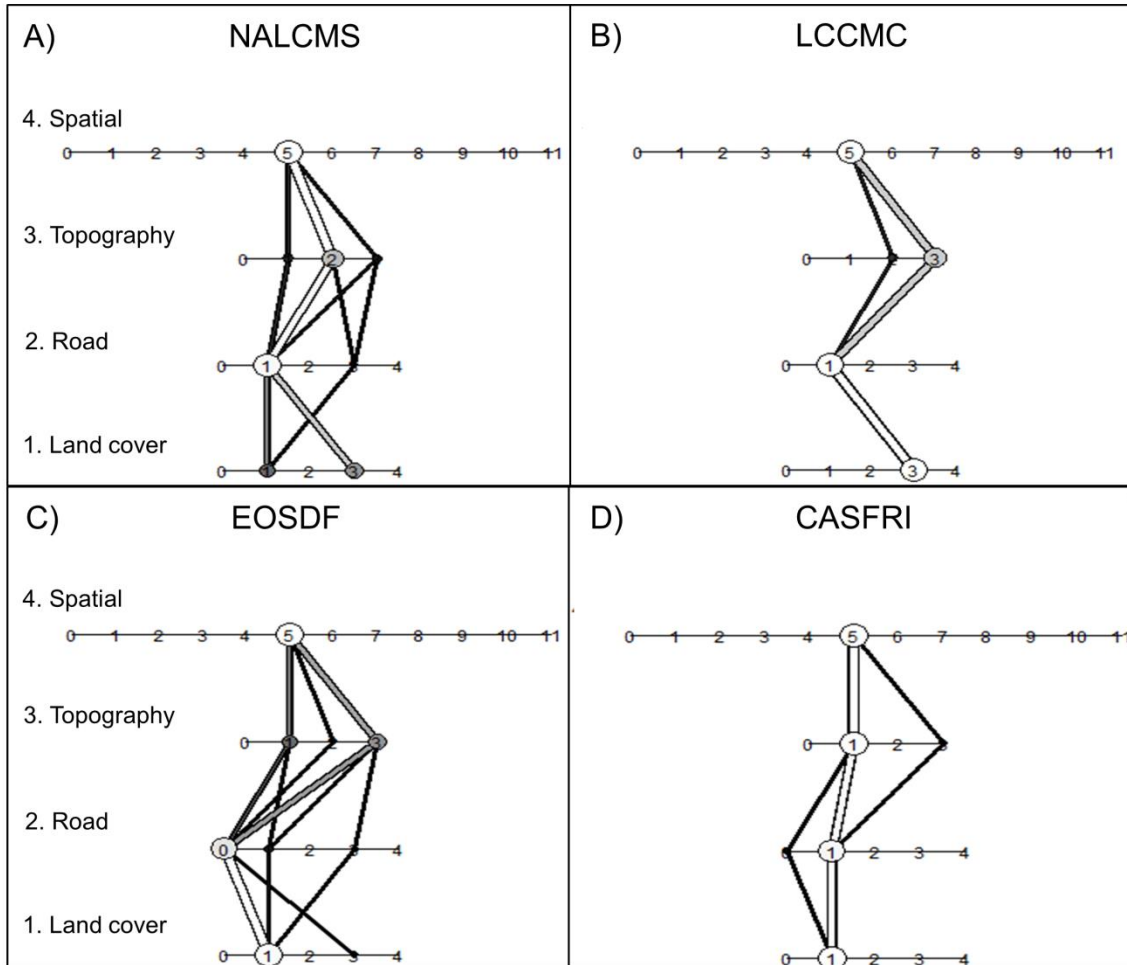 A)
NALCMS
4. Spatial
0 1 2 3 4 5 6 7 8 9 10 11
3. Topography
0 2
2. Road
0 1 2 4
1. Land cover
0 1 2 3 4
B)
LCCMC
0 1 2 3 4 5 6 7 8 9 10 11
0 1 3
0 1 2 3 4
0 1 2 3 4
C)
EOSDF
4. Spatial
0 1 2 3 4 5 6 7 8 9 10 11
3. Topography
0 1 3
2. Road
0 2 3 4
1. Land cover
0 1 2 3 4
D)
CASFRI
0 1 2 3 4 5 6 7 8 9 10 11
0 1 2 3
1 2 3 4
0 1 2 3 4